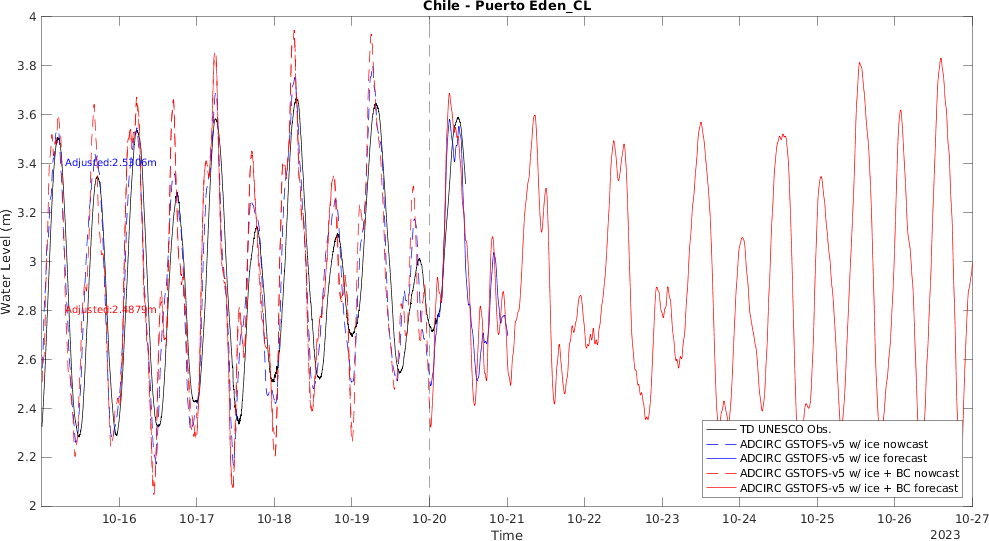 Chile - Puerto Eden_CL
Water Level (m)
4
3.8
3.6
3.4
3.2
3
2.8
2.6
2.4
2.2
2
Adjusted:2.5306m
Adjusted:2.4879m
TD UNESCO Obs.
ADCIRC GSTOFS-v5 w/ ice nowcast
ADCIRC GSTOFS-v5 w/ ice forecast
ADCIRC GSTOFS-v5 w/ ice + BC nowcast
ADCIRC GSTOFS-v5 w/ ice + BC forecast
10-16 10-17 10-18 10-19 10-20 10-21 10-22 10-23 10-24 10-25 10-26 10-27
Time
2023